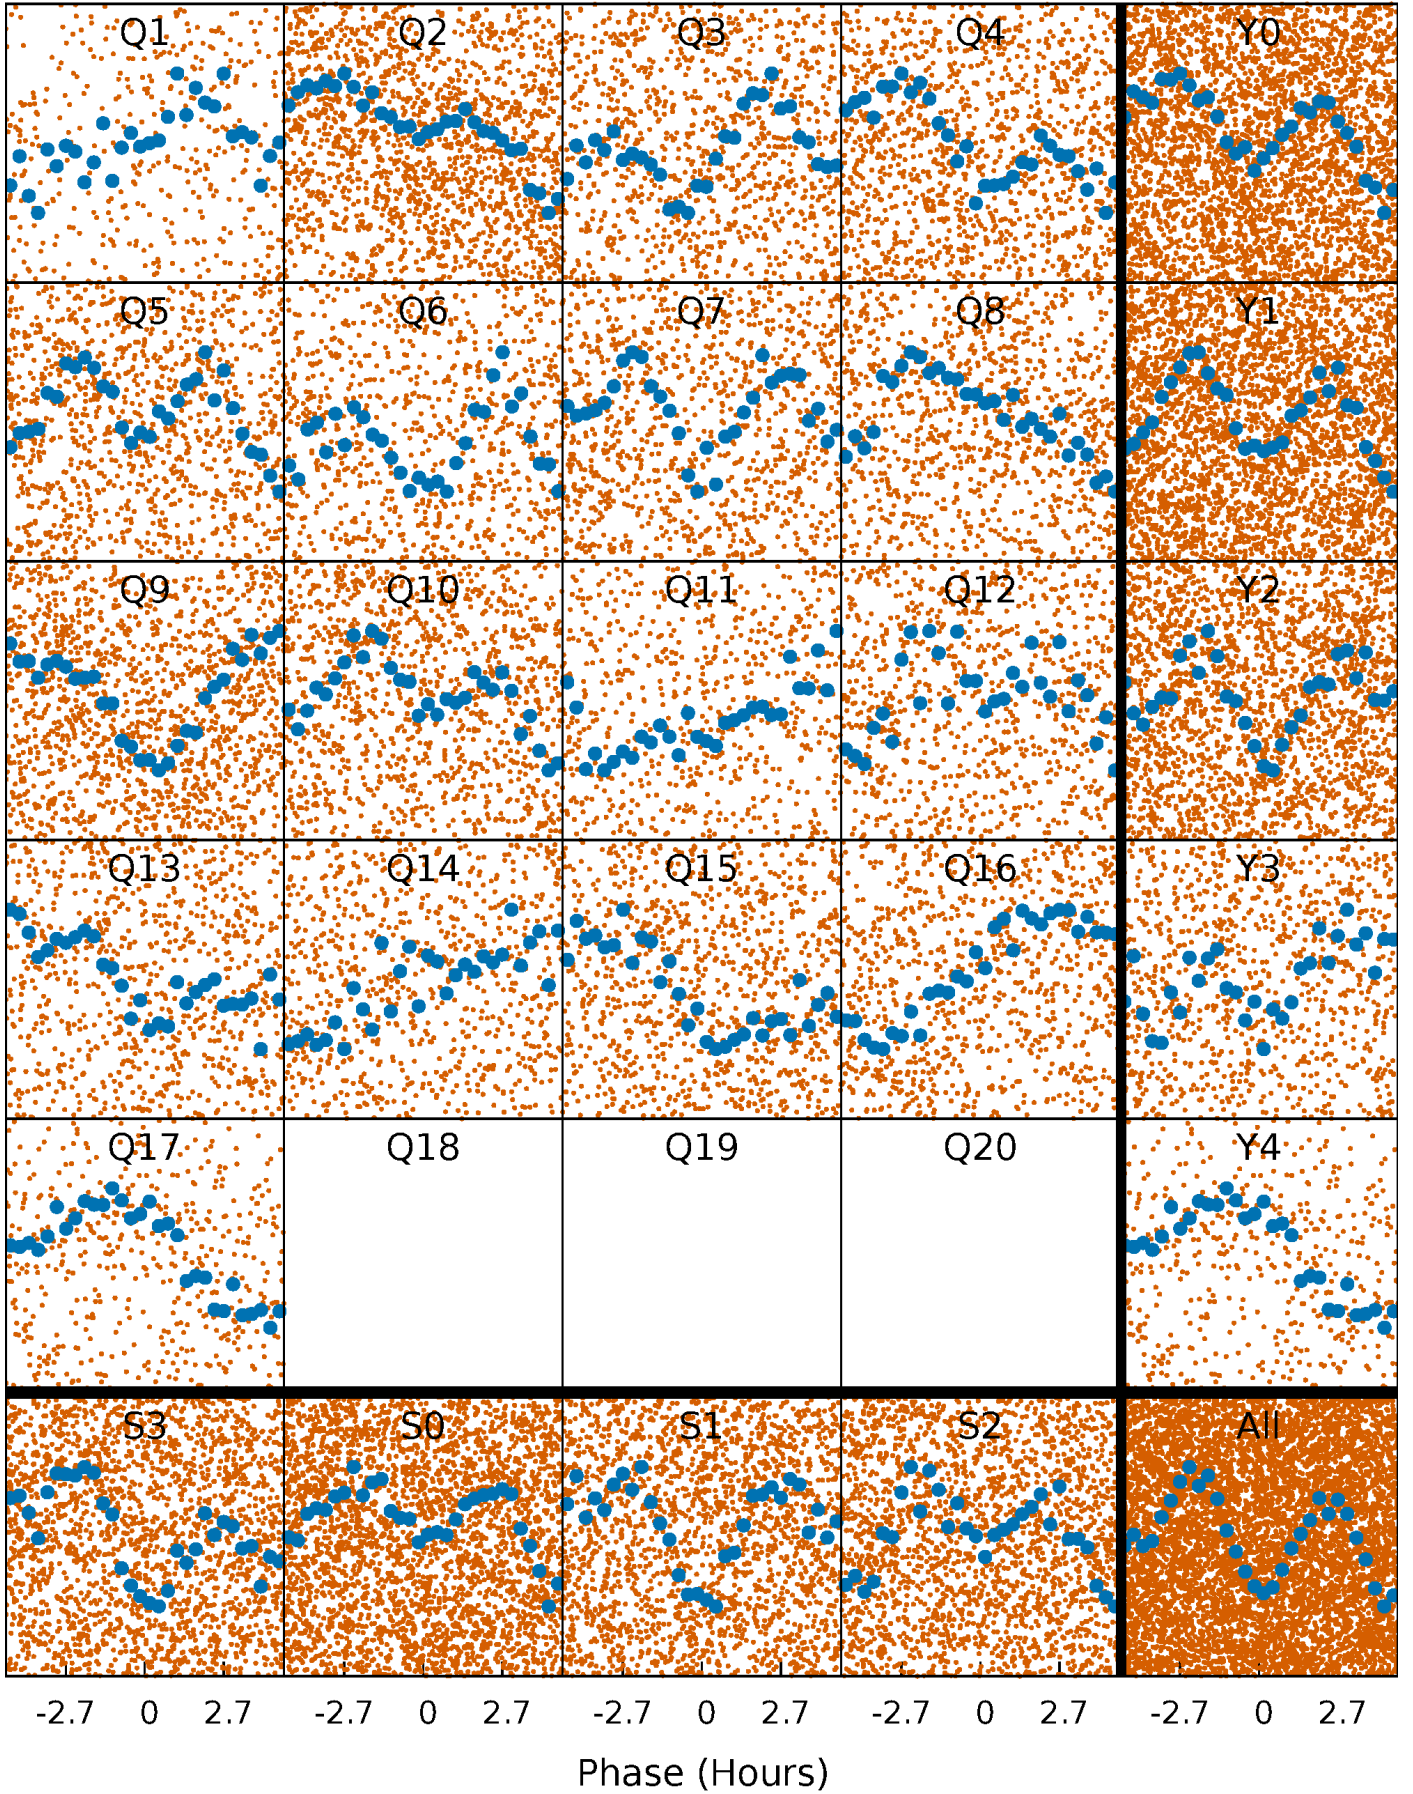 Q1 Q2 Q3 Q4 Y0
Q5 Q6 Q7 Q8 Y1
Q9 Q10 Q11 Q12 Y2
Q13 Q14 Q15 Q16 Y3
Q17 Q18 Q19 Q20 Y4
S3 S0 S1 S2 All
-2.7 0 2.7 -2.7 0 2.7 -2.7 0 2.7 -2.7 0 2.7 -2.7 0 2.7
Phase (Hours)